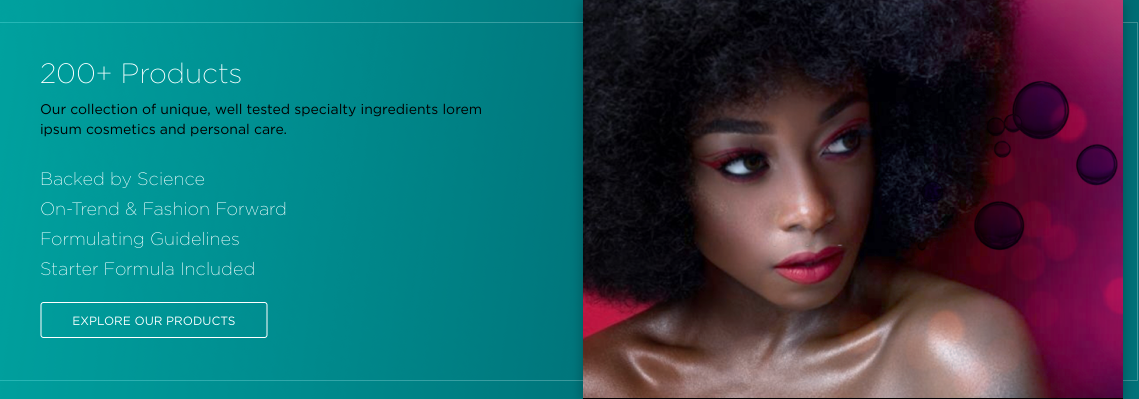 200+ Products
Our collection of unique, well tested specialty ingredients lorem
ipsum cosmetics and personal care.
Backed by Science
On-Trend & Fashion Forward
Formulating Guidelines
Starter Formula Included
EXPLORE OUR PRODUCTS